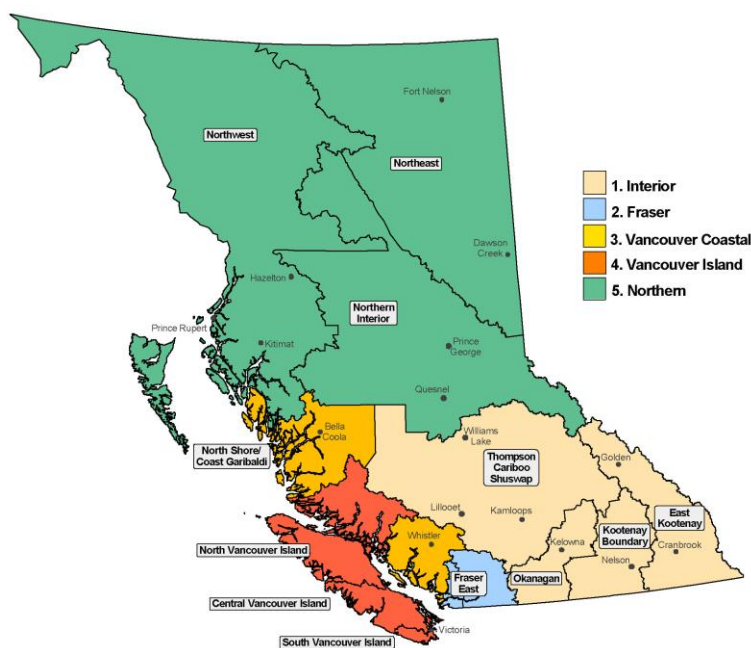 Fort Nelson
Northwest
Northeast
1. Interior
2. Fraser
3. Vancouver Coastal
4. Vancouver Island
5. Northern
Dawson
Creek
Hazelton
Northern
Interior
Prince Rupert
Kitimat
Prince
George
Quesnel
Bella
Coola
Williams
Lake
North Shore/
Coast Garibaldi
Thompson
Cariboo
Shuswap
Golden
Lillooet
Kamloops
East
Kootenay
Kootenay
Boundary
Whistler
North Vancouver Island
Kelowna
Cranbrook
Nelson
Fraser
East
Okanagan
Central Vancouver Island
Victoria
South Vancouver Island